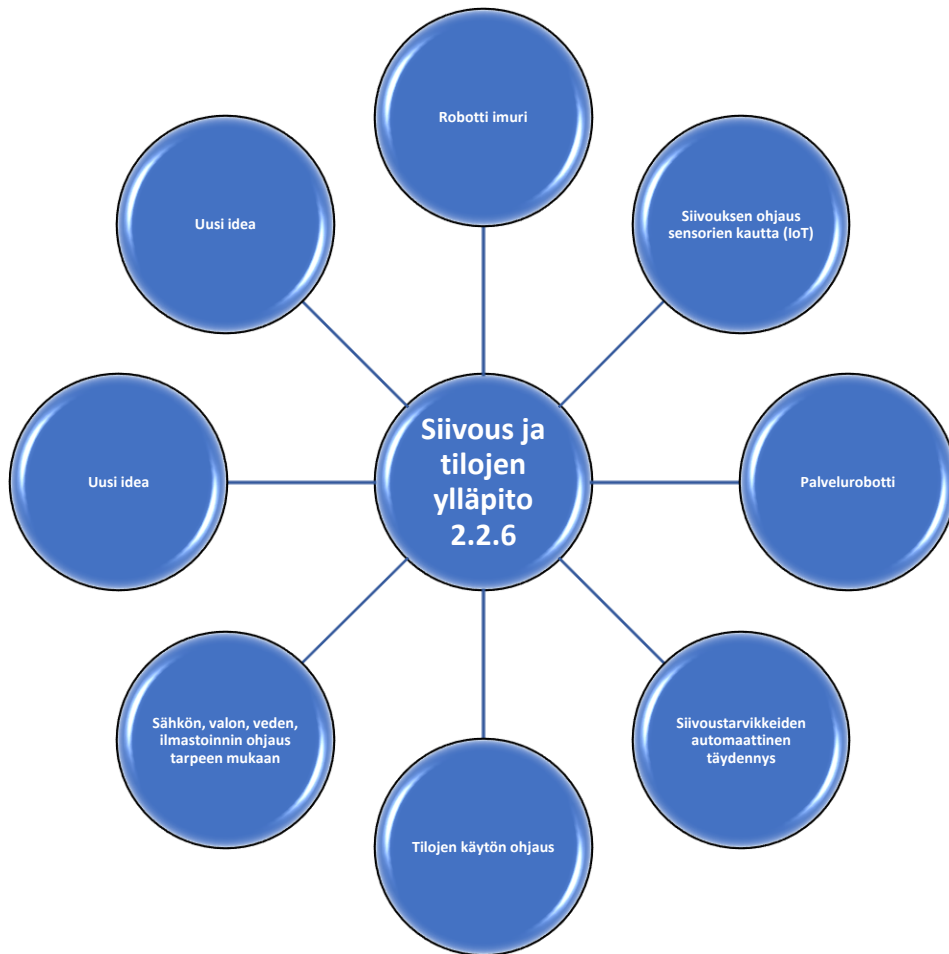 Robotti imuri
Siivouksen ohjaus
sensorien kautta (IoT)
Palvelurobotti
Siivoustarvikkeiden
automaattinen
täydennys
Tilojen käytön ohjaus
Sähkön, valon, veden,
ilmastoinnin ohjaus
tarpeen mukaan
Uusi idea
Uusi idea
Siivous ja
tilojen
ylläpito
2.2.6